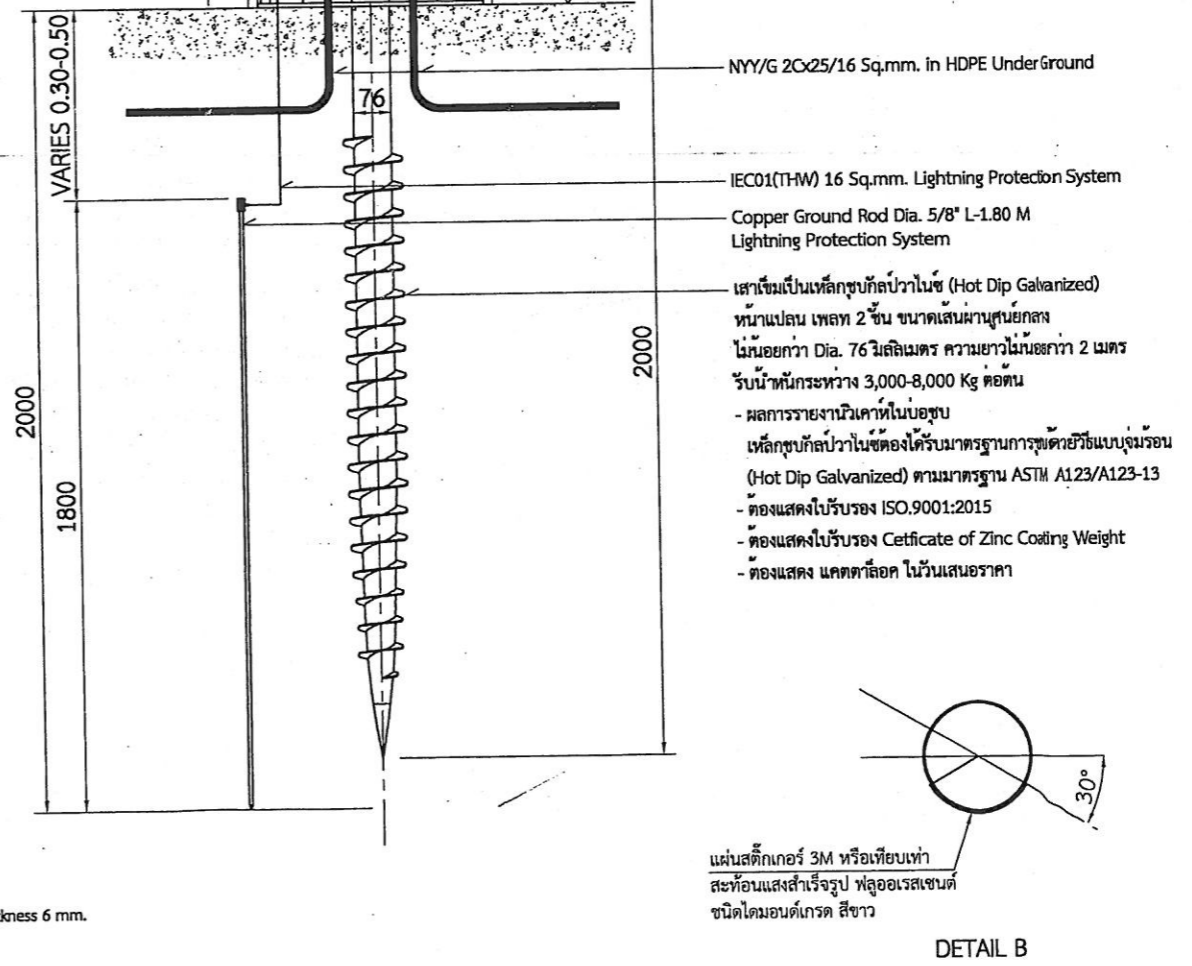 VARIES 0.30-0.50
76
2000
1800
2000
NYY/G 2Cx25/16 Sq.mm. in HDPE UnderGround
IEC01(THW) 16 Sq.mm. Lightning Protection System
Copper Ground Rod Dia. 5/8" L-1.80 M
Lightning Protection System
เสาเข็มเป็นเหล็กชุบกัลป์วาไนซ์ (Hot Dip Galvanized)
หน้าแปลน เพลท 2 ชั้น ขนาดเส้นผ่านศูนย์กลาง
ไม่น้อยกว่า Dia. 76 มิลลิเมตร ความยาวไม่น้อยกว่า 2 เมตร
รับน้ำหนักระหว่าง 3,000-8,000 Kg ต่อต้น
- ผลการรายงานวิเคาห์ในบ่อชุบ
เหล็กชุบกัลป์วาไนซ์ต้องได้รับมาตรฐานการชุบด้วยวิธีแบบจุ่มร้อน
(Hot Dip Galvanized) ตามมาตรฐาน ASTM A123/A123-13
- ต้องแสดงใบรับรอง ISO.9001:2015
- ต้องแสดงใบรับรอง Cetficate of Zinc Coating Weight
- ต้องแสดง แคตตาล็อค ในวันเสนอราคา
30°
แผ่นสติ๊กเกอร์ 3M หรือเทียบเท่า
สะท้อนแสงสำเร็จรูป ฟลูออเรสเซนต์
ชนิดไดมอนด์เกรด สีขาว
DETAIL B
kness 6 mm.